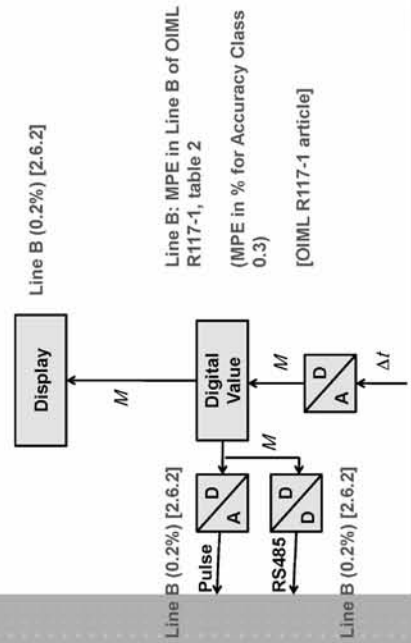 Line B (0.2%) [2.6.2]
Display
M
Line B (0.2%) [2.6.2]
Pulse
A
D
Digital
Value
M
RS485
D
D
Line B (0.2%) [2.6.2]
M
A
D
Δt
Line B: MPE in Line B of OIML
R117-1, table 2
(MPE in % for Accuracy Class
0.3)
[OIML R117-1 article]